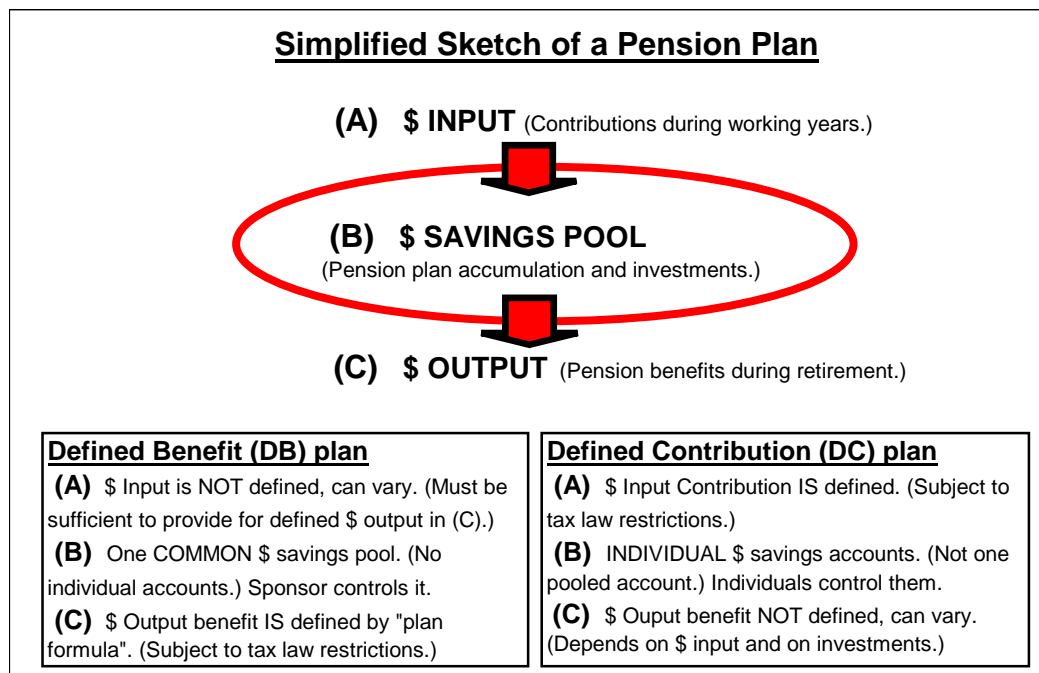 Simplified Sketch of a Pension Plan
(A) $ INPUT (Contributions during working years.)
(B) $ SAVINGS POOL
(Pension plan accumulation and investments.)
(C) $ OUTPUT (Pension benefits during retirement.)
Defined Benefit (DB) plan
(A) $ Input is NOT defined, can vary. (Must be
sufficient to provide for defined $ output in (C).)
(B) One COMMON $ savings pool. (No
individual accounts.) Sponsor controls it.
(C) $ Output benefit IS defined by "plan
formula". (Subject to tax law restrictions.)
Defined Contribution (DC) plan
(A) $ Input Contribution IS defined. (Subject to
tax law restrictions.)
(B) INDIVIDUAL $ savings accounts. (Not one
pooled account.) Individuals control them.
(C) $ Ouput benefit NOT defined, can vary.
(Depends on $ input and on investments.)